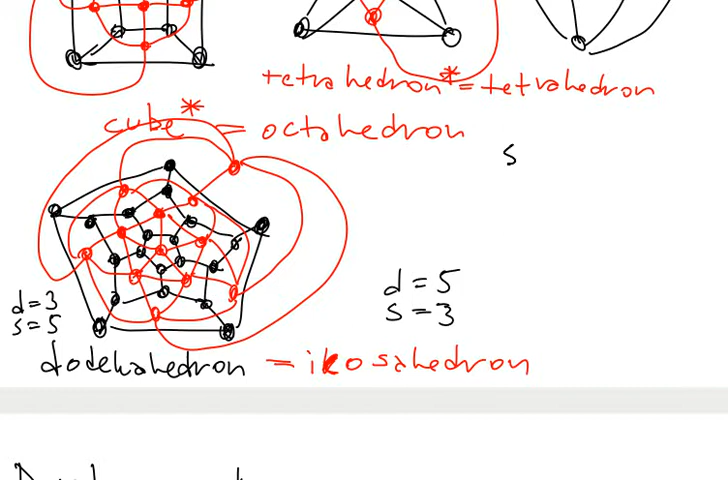 tetrahedron* = tetrahedron
cube* = octahedron
s
d=3
s=5
d=5
s=3
dodekahedron = ikosahedron